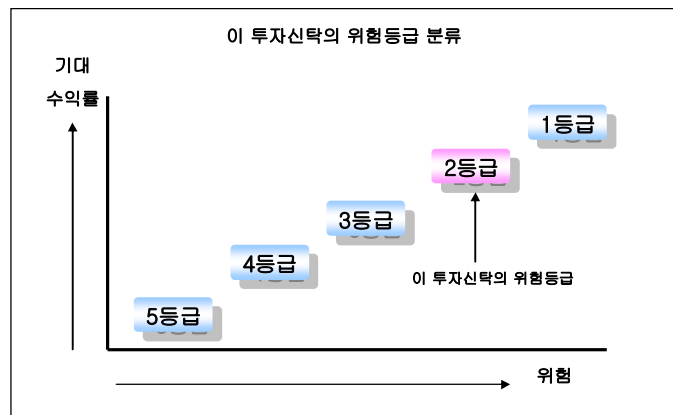 이 투자신탁의 위험등급 분류
기대
수익률
1등급
2등급
3등급
4등급
이 투자신탁의 위험등급
5등급
위험